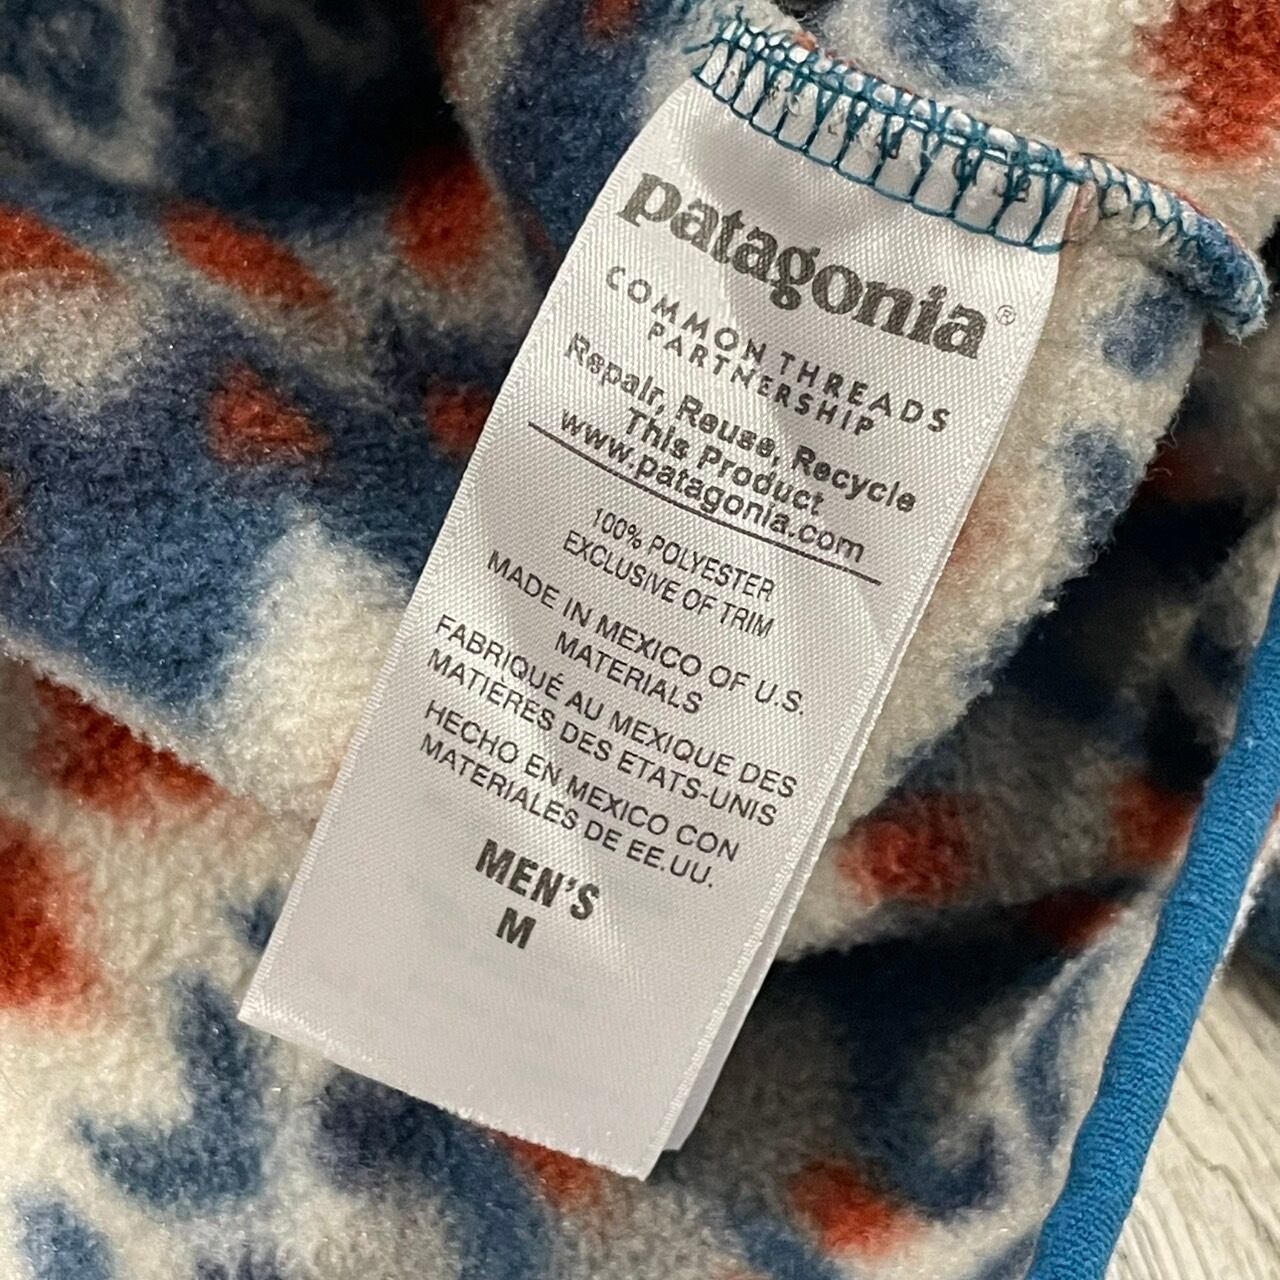 patagonia®
COMMON THREADS
PARTNERSHIP
Repair, Reuse, Recycle
This Product
www.patagonia.com
100% POLYESTER
EXCLUSIVE OF TRIM
MADE IN MEXICO OF U.S.
MATERIALS
FABRIQUÉ AU MEXIQUE DES
MATIERES DES ETATS-UNIS
HECHO EN MEXICO CON
MATERIALES DE EE.UU.
MEN'S
M